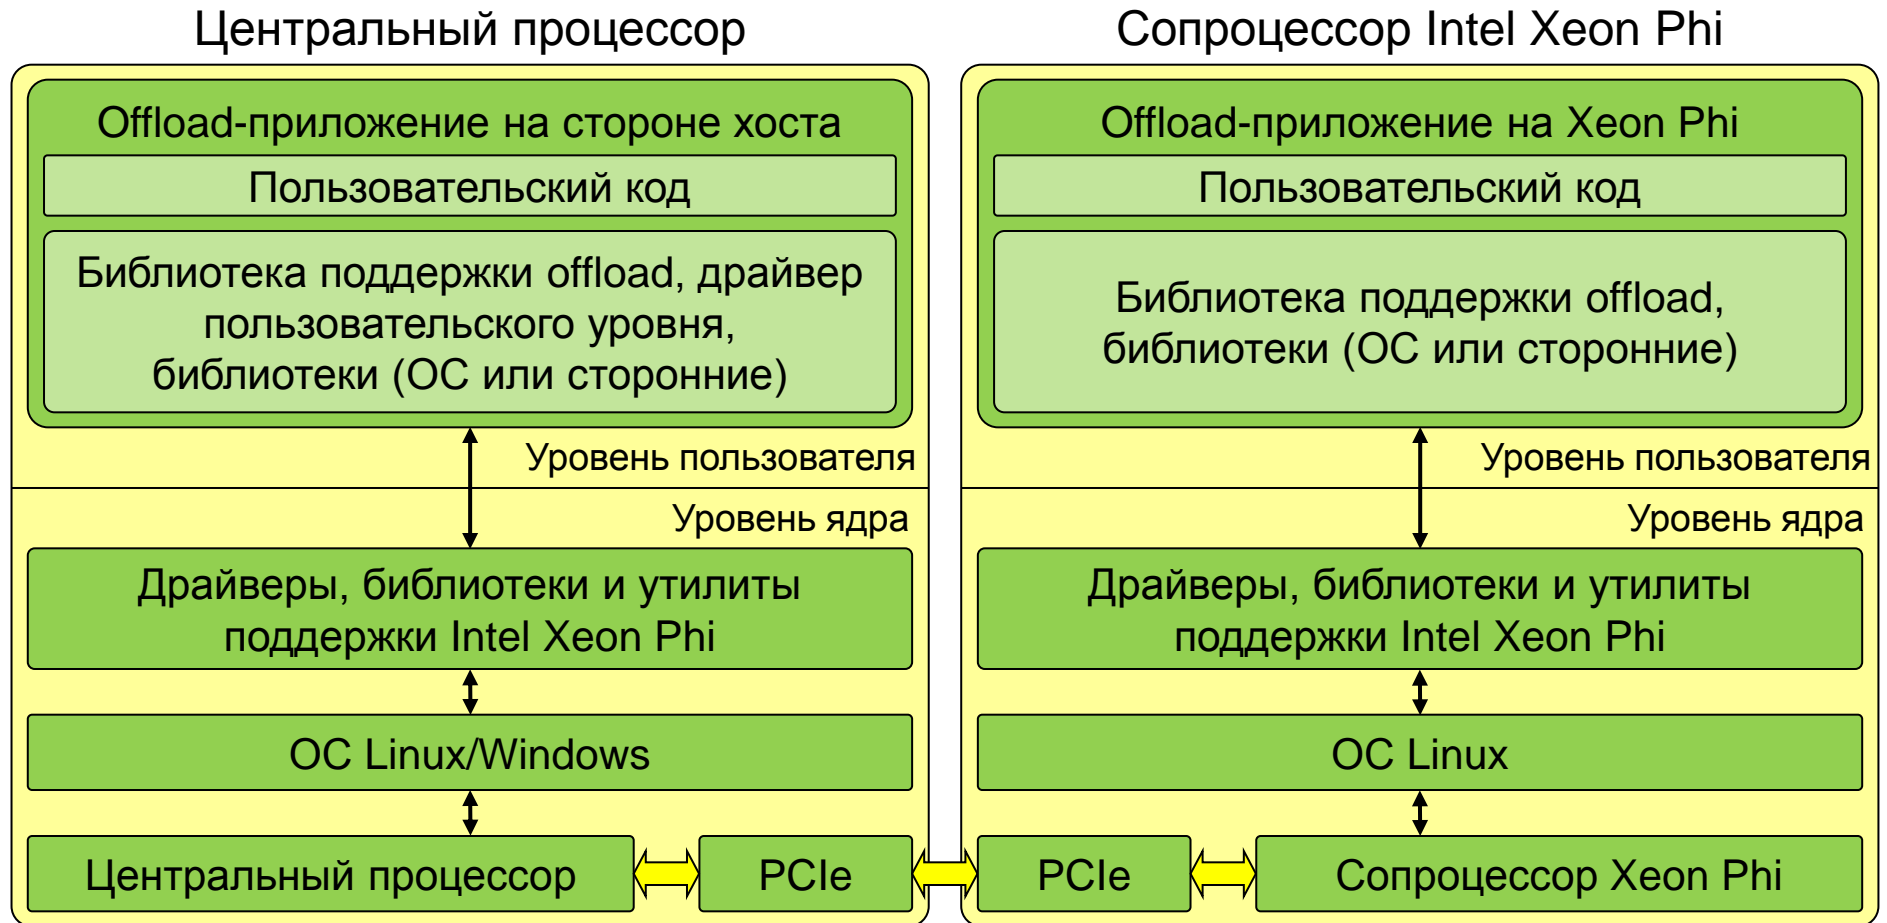 Центральный процессор
Offload-приложение на стороне хоста
Пользовательский код
Библиотека поддержки offload, драйвер
пользовательского уровня,
библиотеки (ОС или сторонние)
Уровень пользователя
Уровень ядра
Драйверы, библиотеки и утилиты
поддержки Intel Xeon Phi
ОС Linux/Windows
Центральный процессор
PCIe
Сопроцессор Intel Xeon Phi
Offload-приложение на Xeon Phi
Пользовательский код
Библиотека поддержки offload,
библиотеки (ОС или сторонние)
Уровень пользователя
Уровень ядра
Драйверы, библиотеки и утилиты
поддержки Intel Xeon Phi
ОС Linux
PCIe
Сопроцессор Xeon Phi